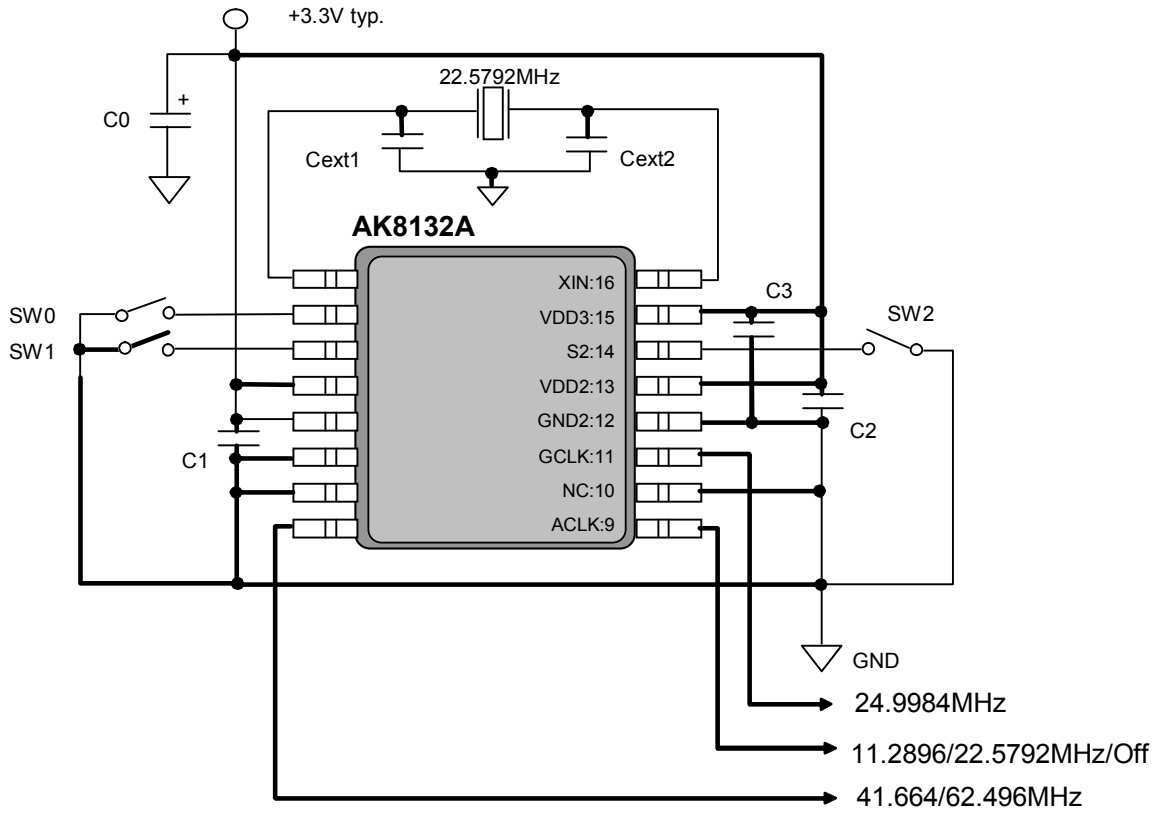 +3.3V typ.
22.5792MHz
+
C0
Cext1
Cext2
AK8132A
XIN:16
C3
SW0
VDD3:15
SW2
SW1
S2:14
VDD2:13
GND2:12
C2
C1
GCLK:11
NC:10
ACLK:9
GND
24.9984MHz
11.2896/22.5792MHz/Off
41.664/62.496MHz